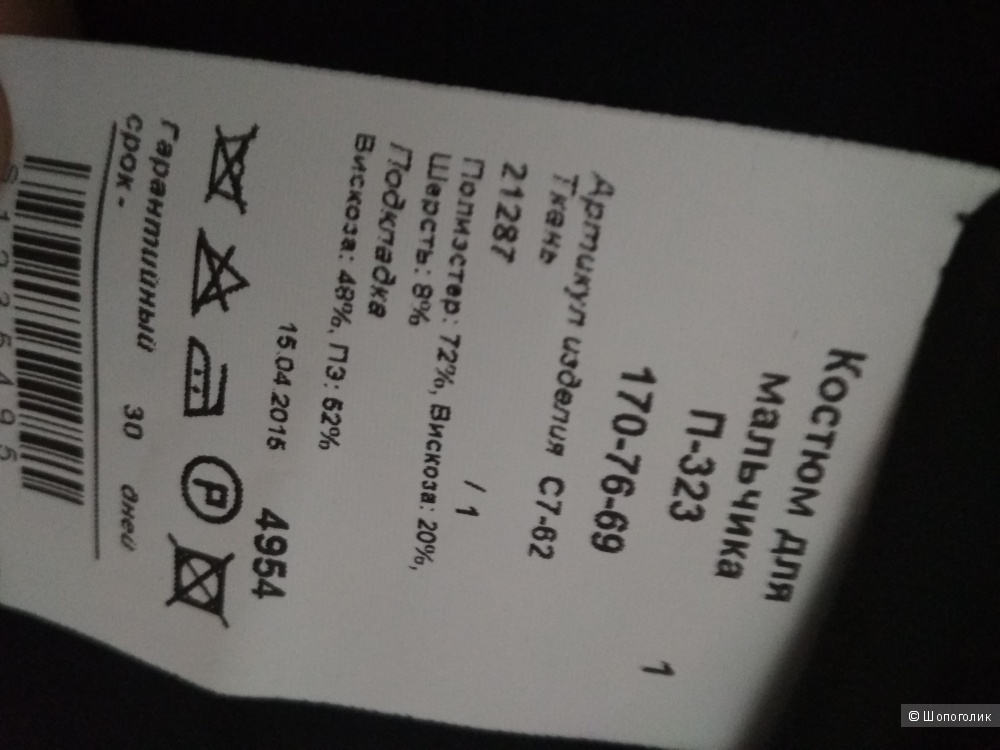 Костюм для
мальчика
П-323 1
170-76-69
Артикул изделия С7-62
Ткань
21287 / 1
Полиэстер: 72%, Вискоза: 20%,
Шерсть: 8%
Подкладка
Вискоза: 48%, ПЭ: 52%
15.04.2015 4954
P
Гарантийный 30 дней
срок -
© Шопоголик